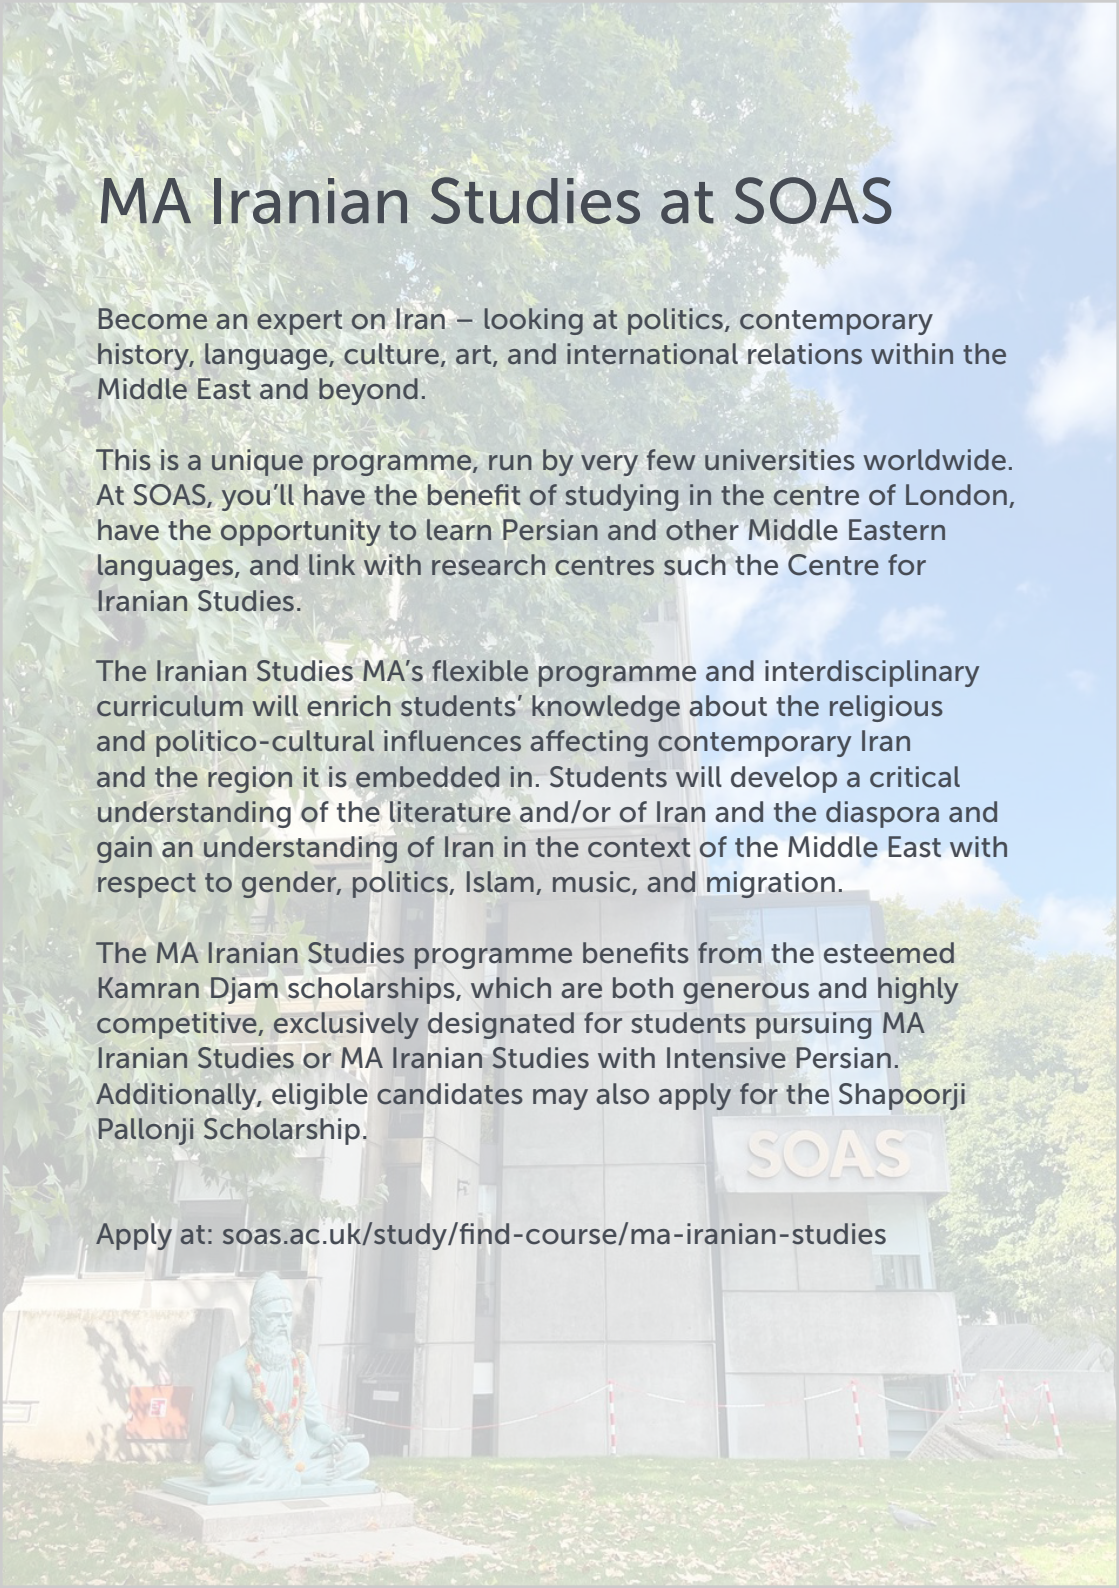 MA Iranian Studies at SOAS
Become an expert on Iran – looking at politics, contemporary
history, language, culture, art, and international relations within the
Middle East and beyond.
This is a unique programme, run by very few universities worldwide.
At SOAS, you’ll have the benefit of studying in the centre of London,
have the opportunity to learn Persian and other Middle Eastern
languages, and link with research centres such the Centre for
Iranian Studies.
The Iranian Studies MA’s flexible programme and interdisciplinary
curriculum will enrich students’ knowledge about the religious
and politico-cultural influences affecting contemporary Iran
and the region it is embedded in. Students will develop a critical
understanding of the literature and/or of Iran and the diaspora and
gain an understanding of Iran in the context of the Middle East with
respect to gender, politics, Islam, music, and migration.
The MA Iranian Studies programme benefits from the esteemed
Kamran Djam scholarships, which are both generous and highly
competitive, exclusively designated for students pursuing MA
Iranian Studies or MA Iranian Studies with Intensive Persian.
Additionally, eligible candidates may also apply for the Shapoorji
Pallonji Scholarship.
SOAS
Apply at: soas.ac.uk/study/find-course/ma-iranian-studies